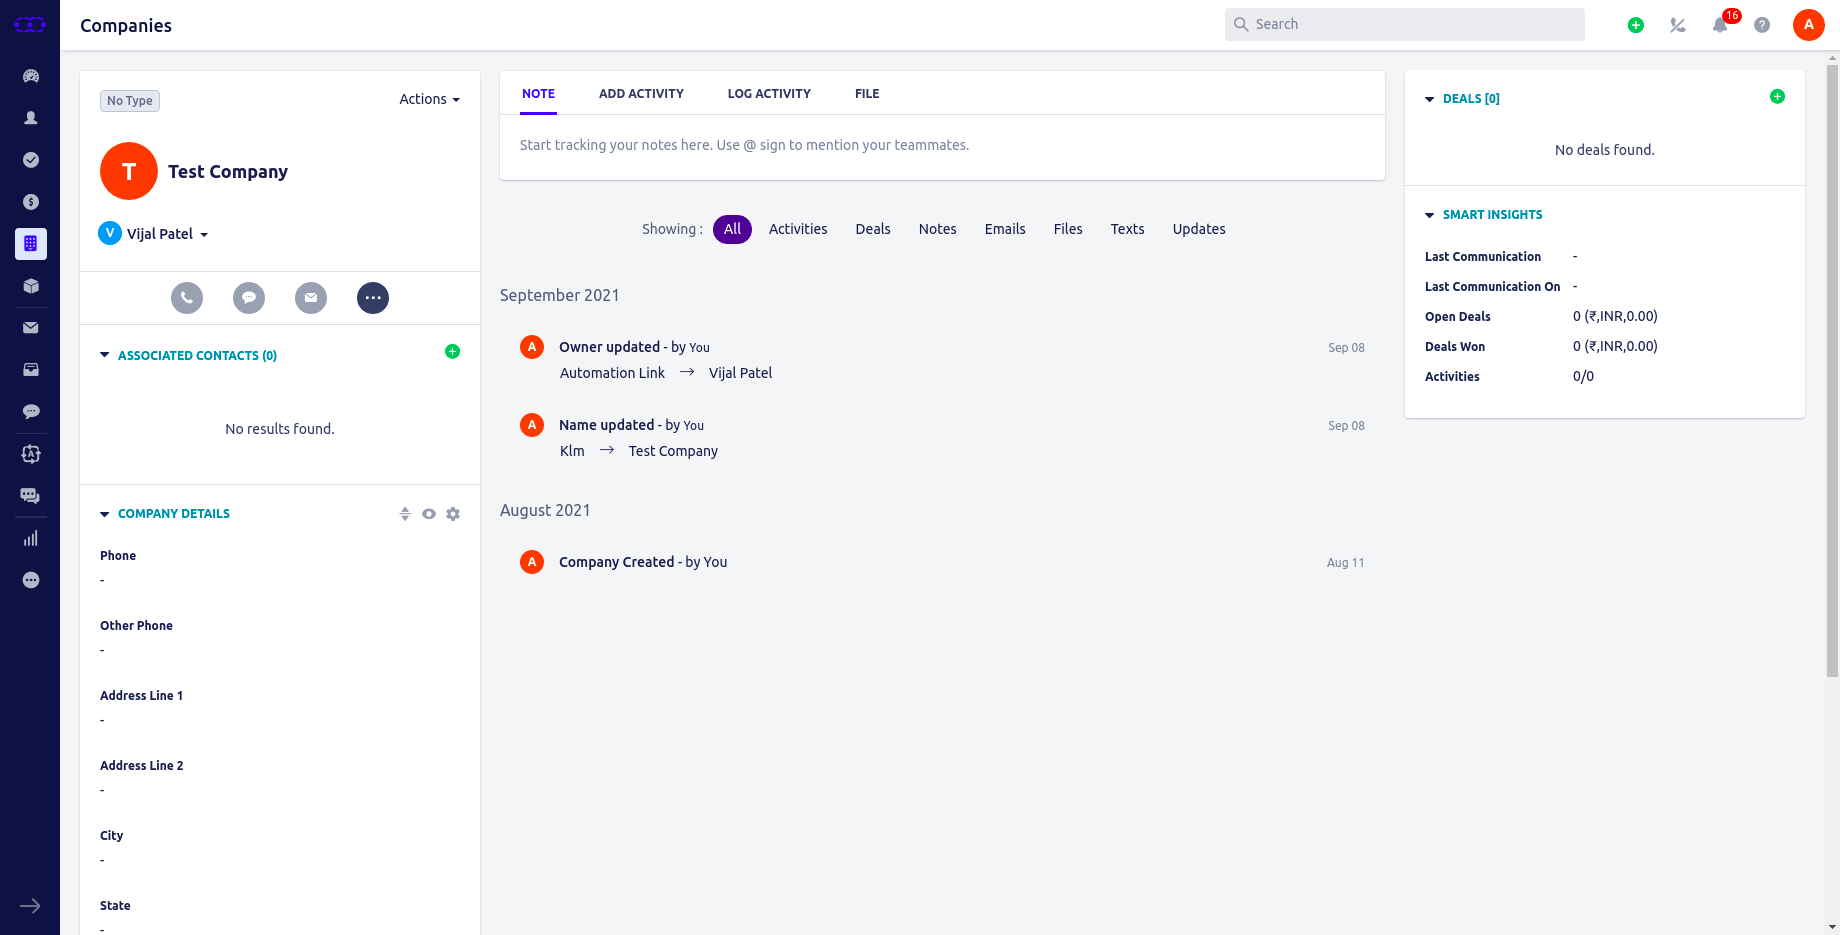 Companies
Search
16
A
No Type
Actions
T
Test Company
V
Vijal Patel
ASSOCIATED CONTACTS (0)
No results found.
COMPANY DETAILS
Phone
-
Other Phone
-
Address Line 1
-
Address Line 2
-
City
-
State
-
NOTE ADD ACTIVITY LOG ACTIVITY FILE
Start tracking your notes here. Use @ sign to mention your teammates.
Showing : All Activities Deals Notes Emails Files Texts Updates
September 2021
A Owner updated - by You Sep 08
Automation Link → Vijal Patel
A Name updated - by You Sep 08
Klm → Test Company
August 2021
A Company Created - by You Aug 11
DEALS [0]
No deals found.
SMART INSIGHTS
Last Communication -
Last Communication On -
Open Deals 0 (₹,INR,0.00)
Deals Won 0 (₹,INR,0.00)
Activities 0/0